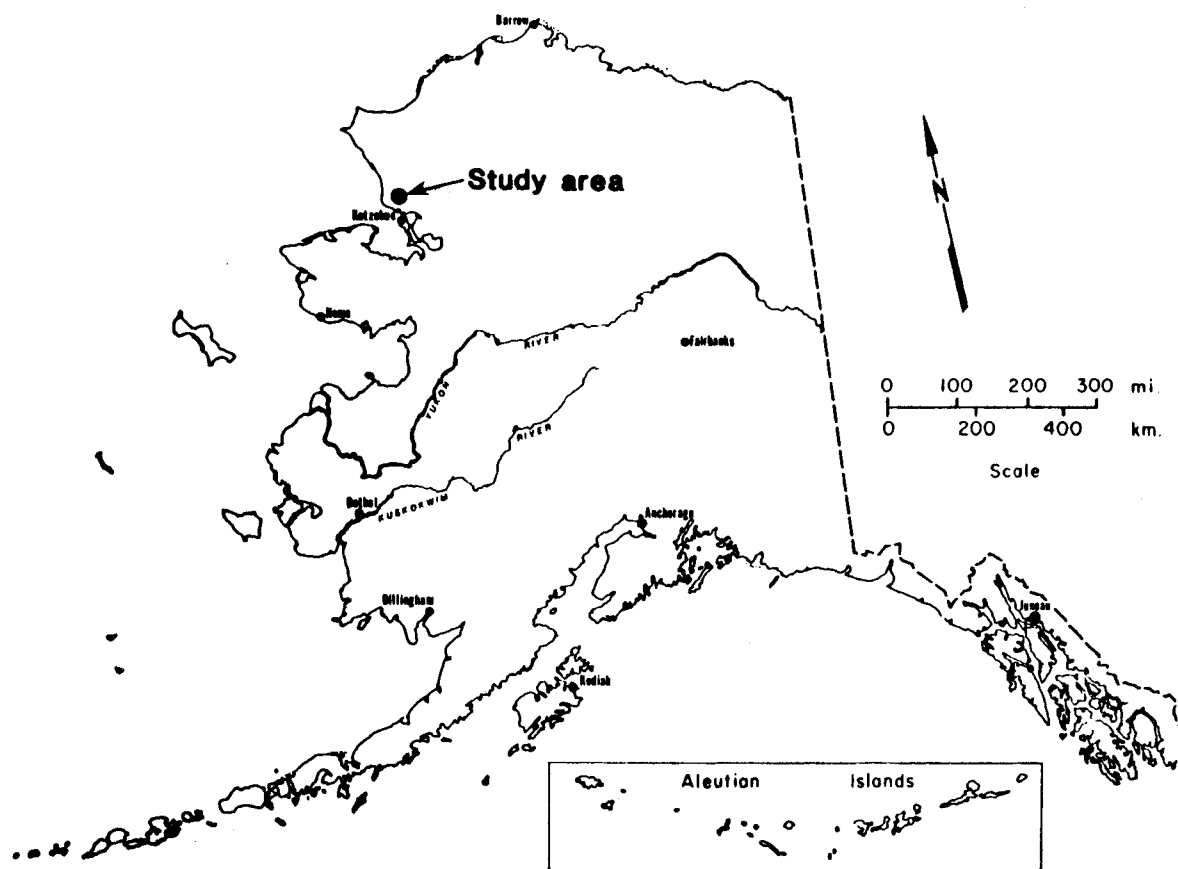 Barrow
Study area
Kotzebue
N
Nome
RIVER
Fairbanks
YUKON
0 100 200 300 mi.
0 200 400 km.
Scale
RIVER
Bethel
KUSKOKWIM
Anchorage
Dillingham
Juneau
Kodiak
Aleutian Islands